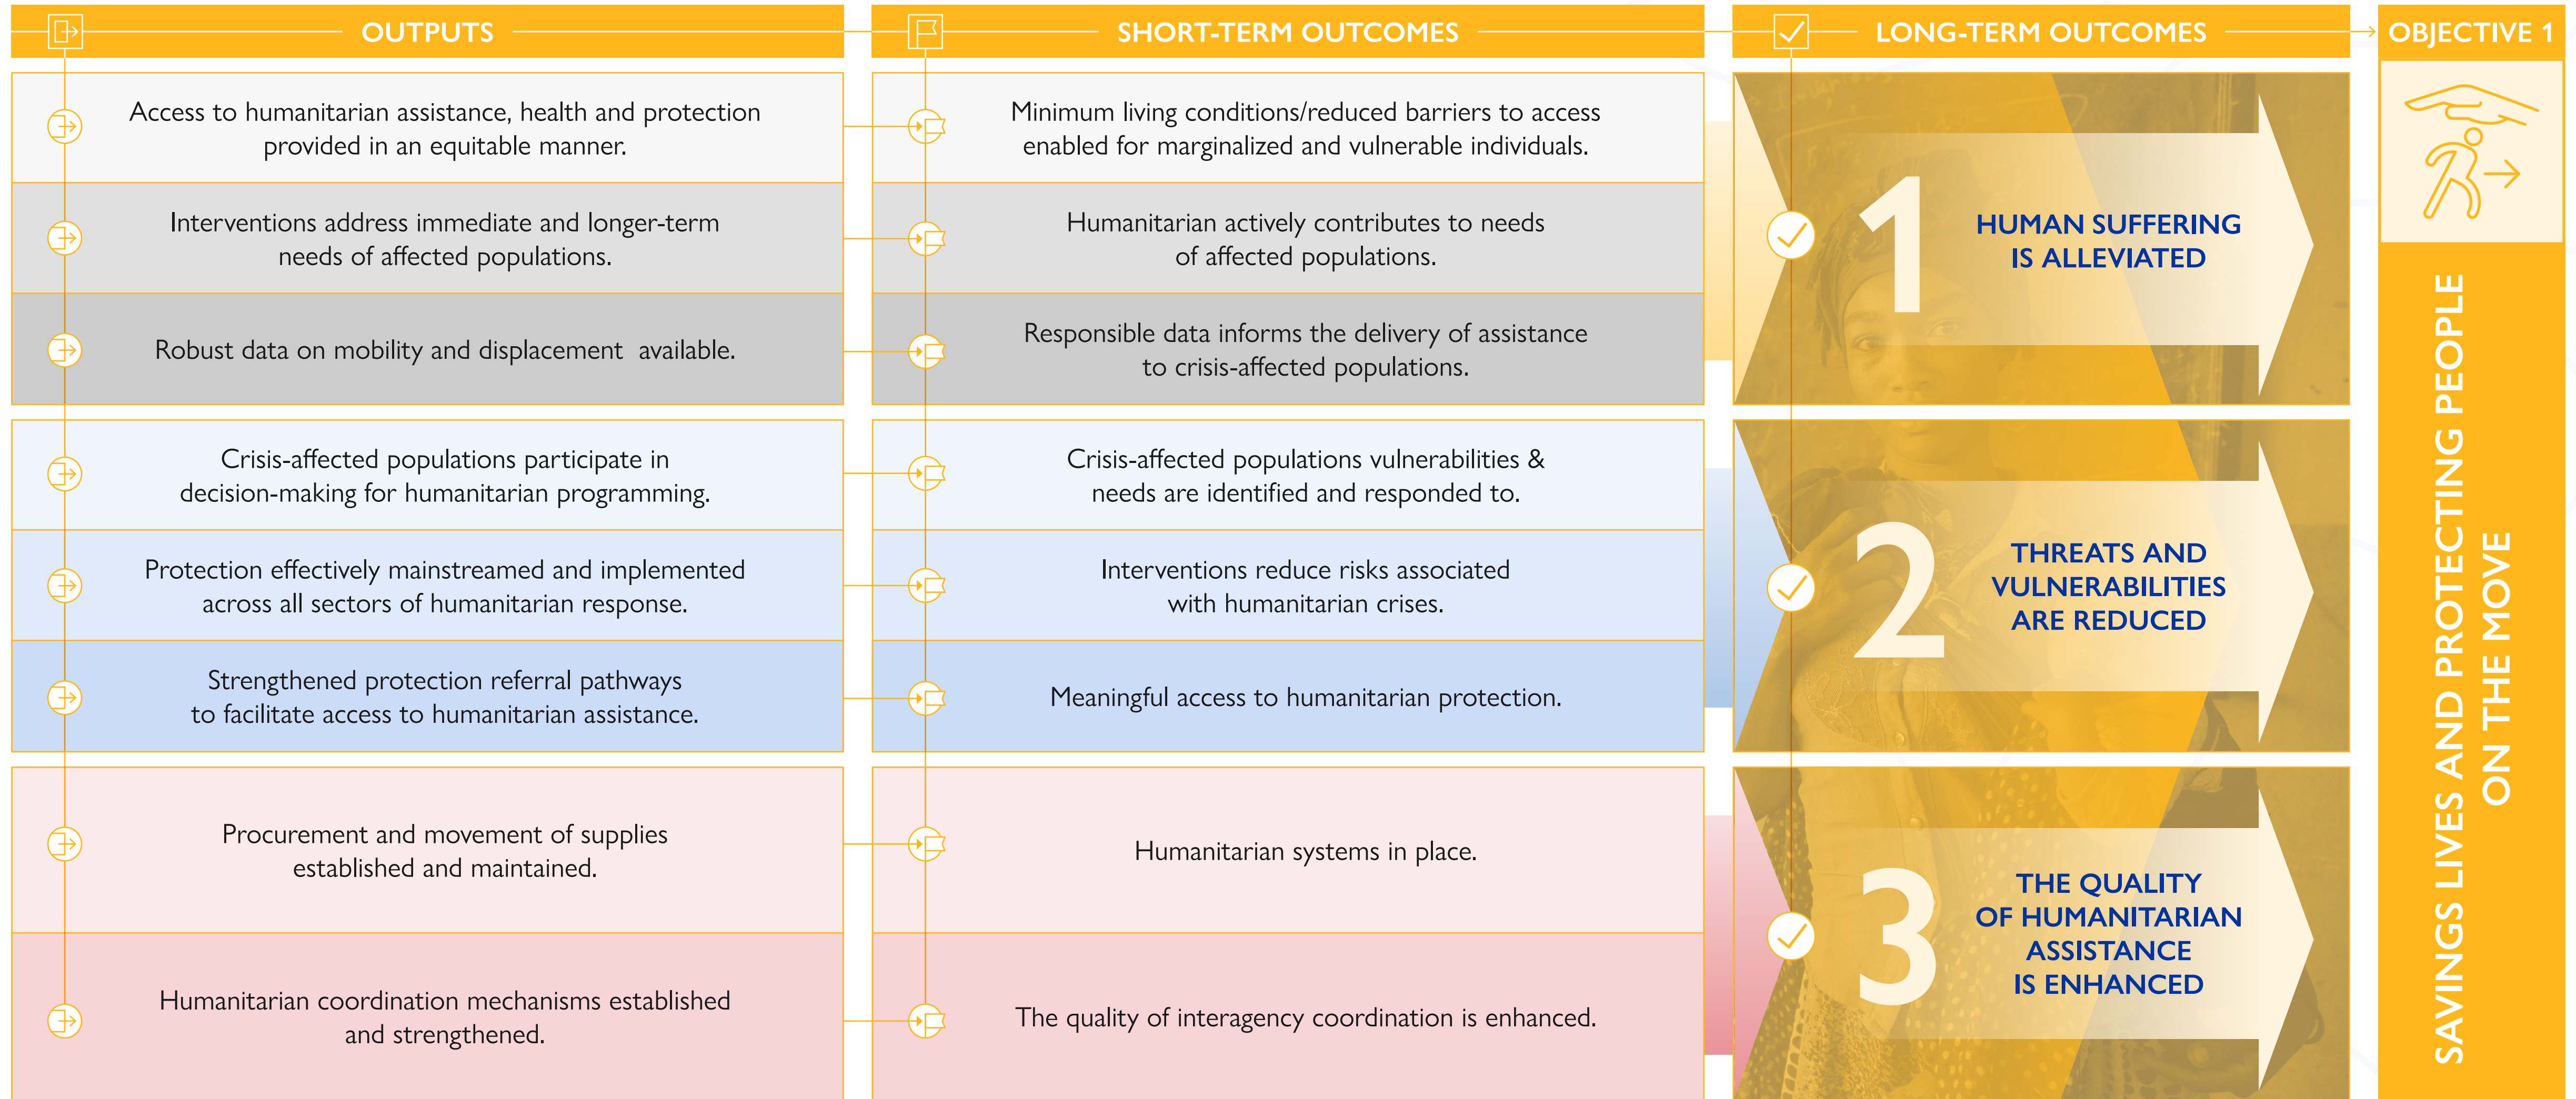 OUTPUTS
SHORT-TERM OUTCOMES
LONG-TERM OUTCOMES
OBJECTIVE 1
Access to humanitarian assistance, health and protection
provided in an equitable manner.
Minimum living conditions/reduced barriers to access
enabled for marginalized and vulnerable individuals.
Interventions address immediate and longer-term
needs of affected populations.
Humanitarian actively contributes to needs
of affected populations.
Robust data on mobility and displacement  available.
Responsible data informs the delivery of assistance
to crisis-affected populations.
1
HUMAN SUFFERING
IS ALLEVIATED
Crisis-affected populations participate in
decision-making for humanitarian programming.
Crisis-affected populations vulnerabilities &
needs are identified and responded to.
Protection effectively mainstreamed and implemented
across all sectors of humanitarian response.
Interventions reduce risks associated
with humanitarian crises.
Strengthened protection referral pathways
to facilitate access to humanitarian assistance.
Meaningful access to humanitarian protection.
2
THREATS AND
VULNERABILITIES
ARE REDUCED
Procurement and movement of supplies
established and maintained.
Humanitarian systems in place.
Humanitarian coordination mechanisms established
and strengthened.
The quality of interagency coordination is enhanced.
3
THE QUALITY
OF HUMANITARIAN
ASSISTANCE
IS ENHANCED
SAVINGS LIVES AND PROTECTING PEOPLE
ON THE MOVE